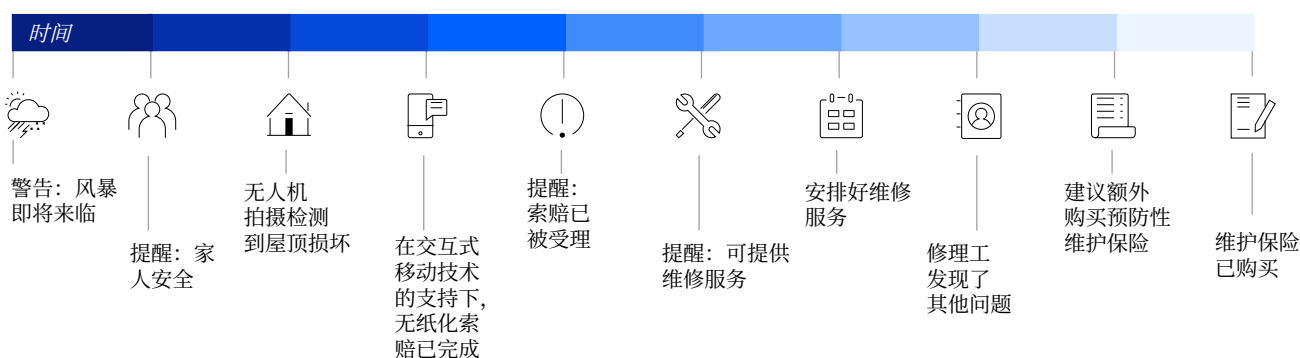 时间
警告：风暴
即将来临
提醒：家
人安全
无人机
拍摄检测
到屋顶损坏
在交互式
移动技术
的支持下，
无纸化索
赔已完成
提醒：
索赔已
被受理
提醒：可提供
维修服务
安排好维修
服务
修理工
发现了
其他问题
建议额外
购买预防性
维护保险
维护保险
已购买